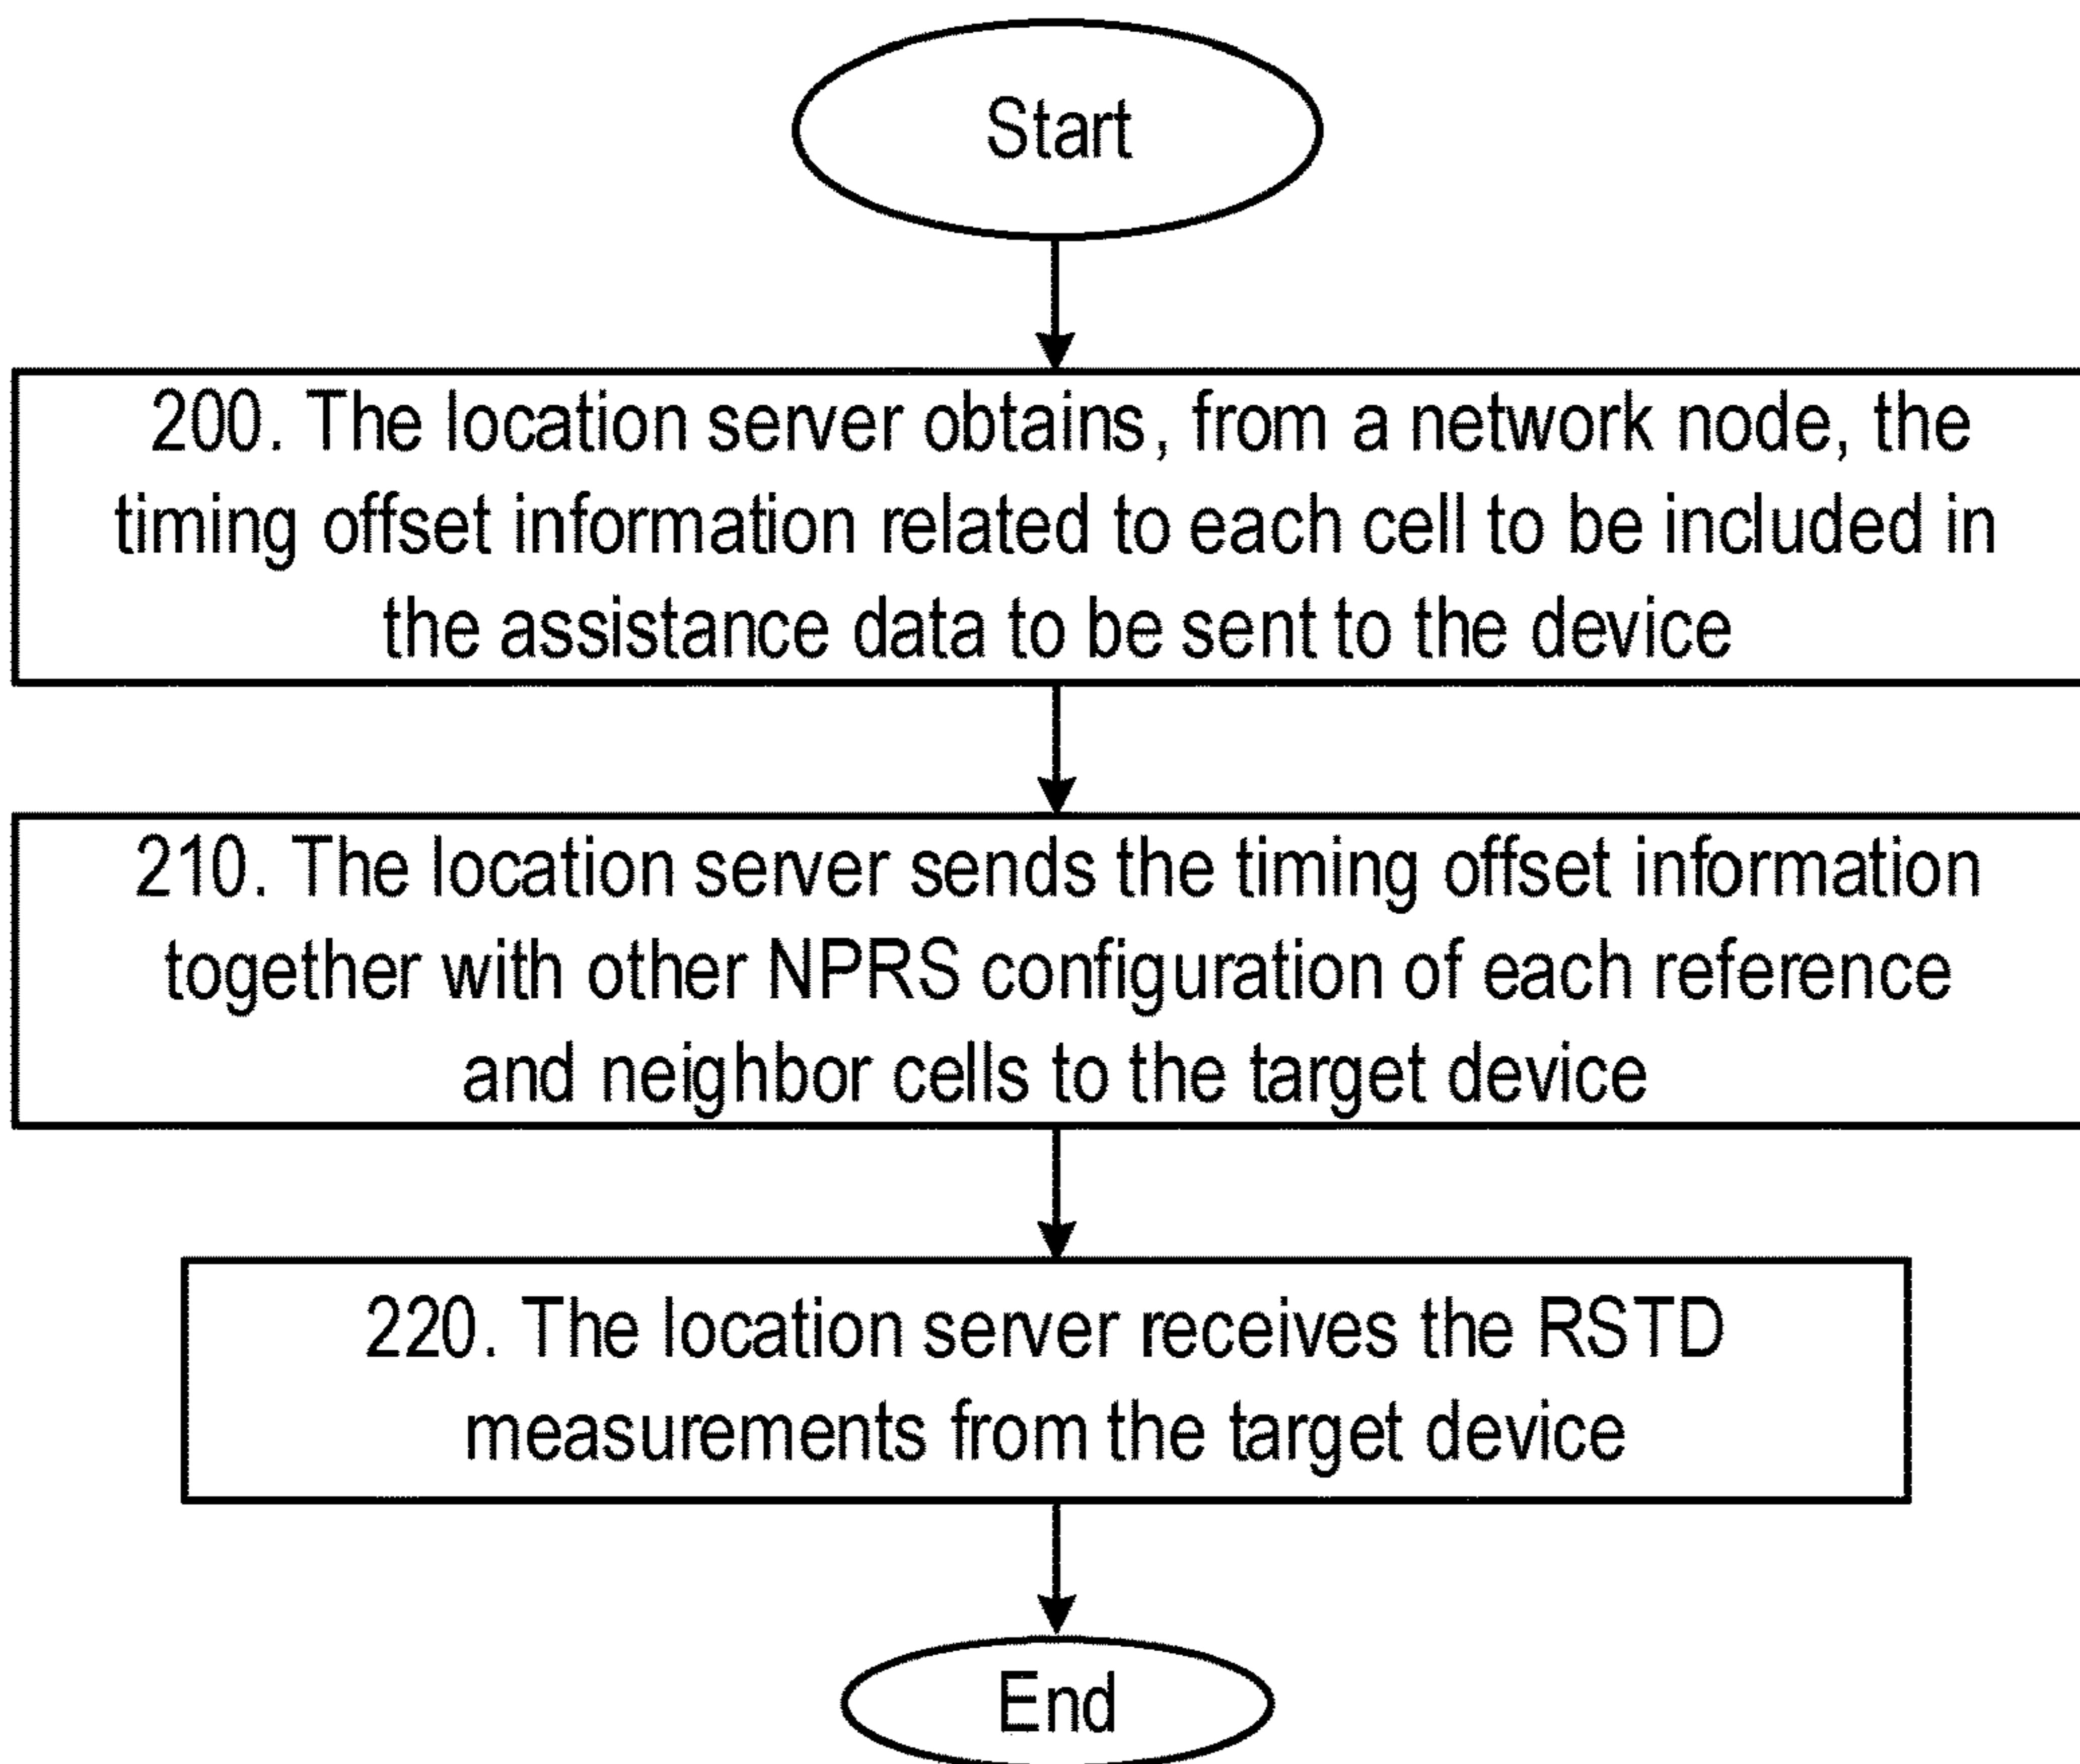 Start
200. The location server obtains, from a network node, the
timing offset information related to each cell to be included in
the assistance data to be sent to the device
210. The location server sends the timing offset information
together with other NPRS configuration of each reference
and neighbor cells to the target device
220. The location server receives the RSTD
measurements from the target device
End